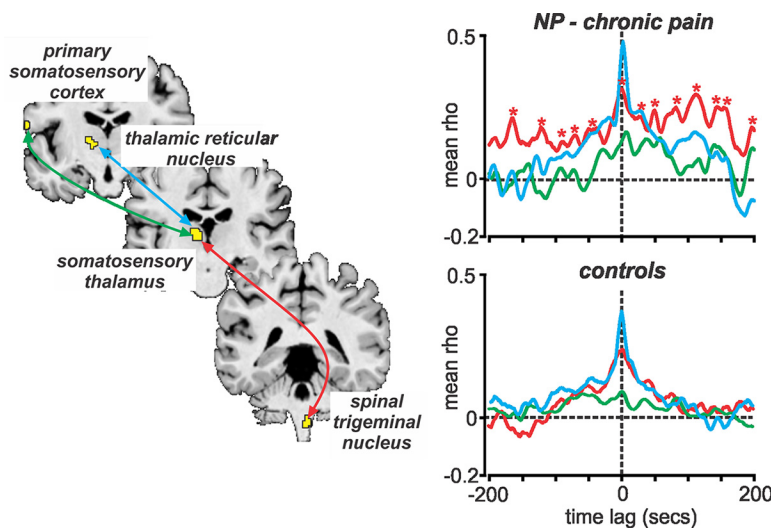 primary
somatosensory
cortex
thalamic reticular
nucleus
somatosensory
thalamus
spinal
trigeminal
nucleus
NP - chronic pain
0.5
mean rho
0
-0.2
* * * * * * * * * * * * *
controls
0.5
mean rho
0
-0.2
-200 0 200
time lag (secs)